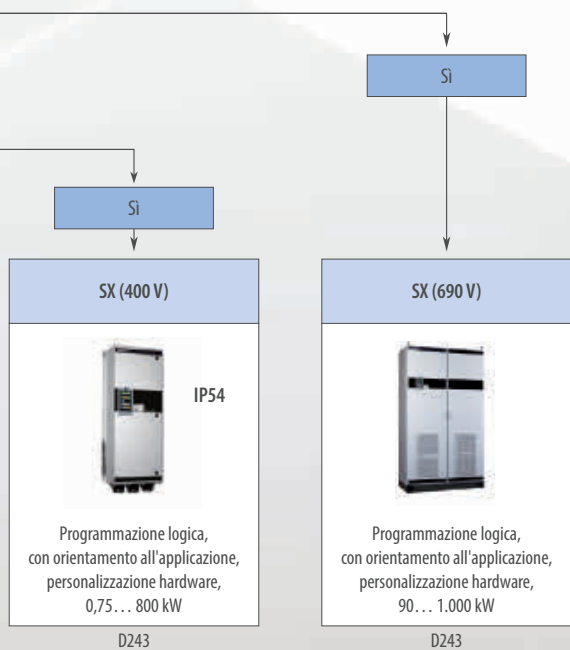 Sì
Sì
SX (400 V)
IP54
Programmazione logica,
con orientamento all'applicazione,
personalizzazione hardware,
0,75… 800 kW
D243
SX (690 V)
Programmazione logica,
con orientamento all'applicazione,
personalizzazione hardware,
90… 1.000 kW
D243